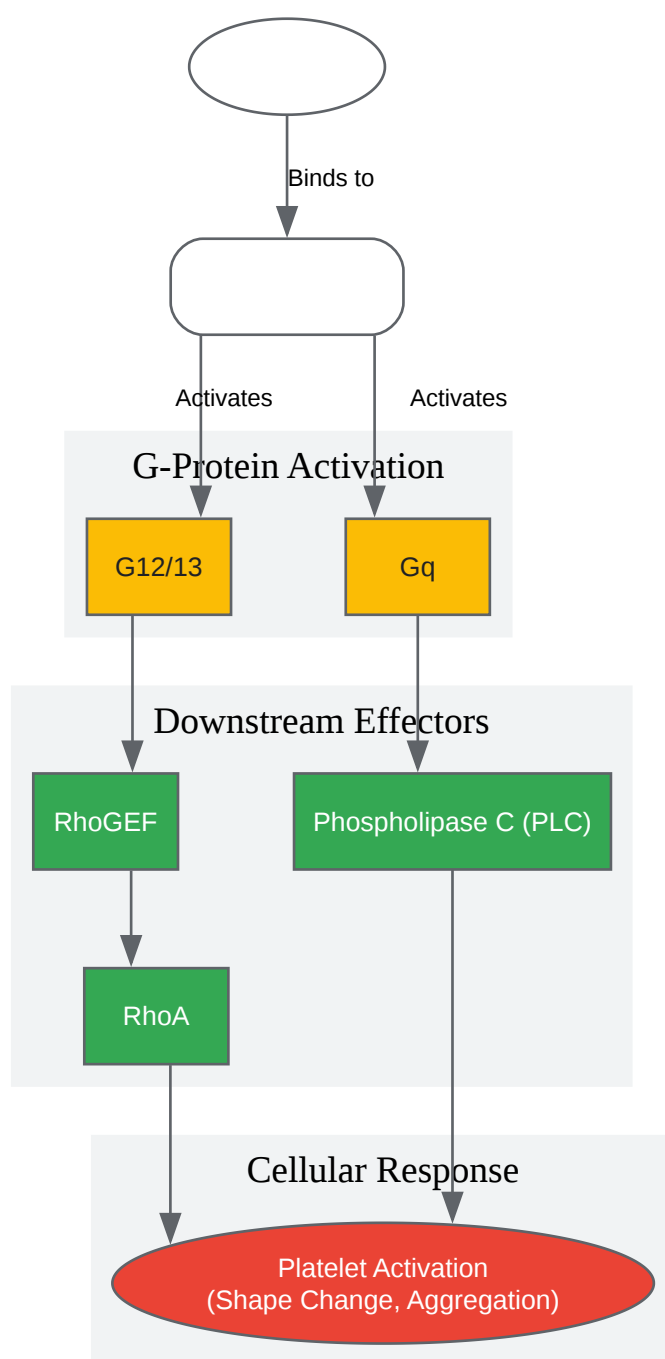 Binds to
Activates
Activates
G-Protein Activation
G12/13
Gq
Downstream Effectors
RhoGEF
Phospholipase C (PLC)
RhoA
Cellular Response
Platelet Activation
(Shape Change, Aggregation)